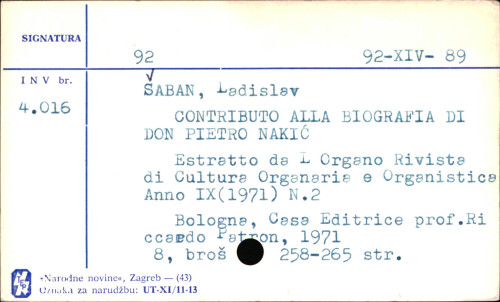 SIGNATURA
92 92-XIV- 89
INV br.
4.016
ŠABAN, Ladislav
CONTRIBUTO ALLA BIOGRAFIA DI
DON PIETRO NAKIĆ
Estratto da L Organo Rivista
di Cultura Organaria e Organistica
Anno IX(1971) N.2
Bologna, Casa Editrice prof.Ri
ccardo Patron, 1971
8, broš 258-265 str.
»Narodne novine«, Zagreb — (43)
Oznaka za narudžbu: UT-XI/11-13